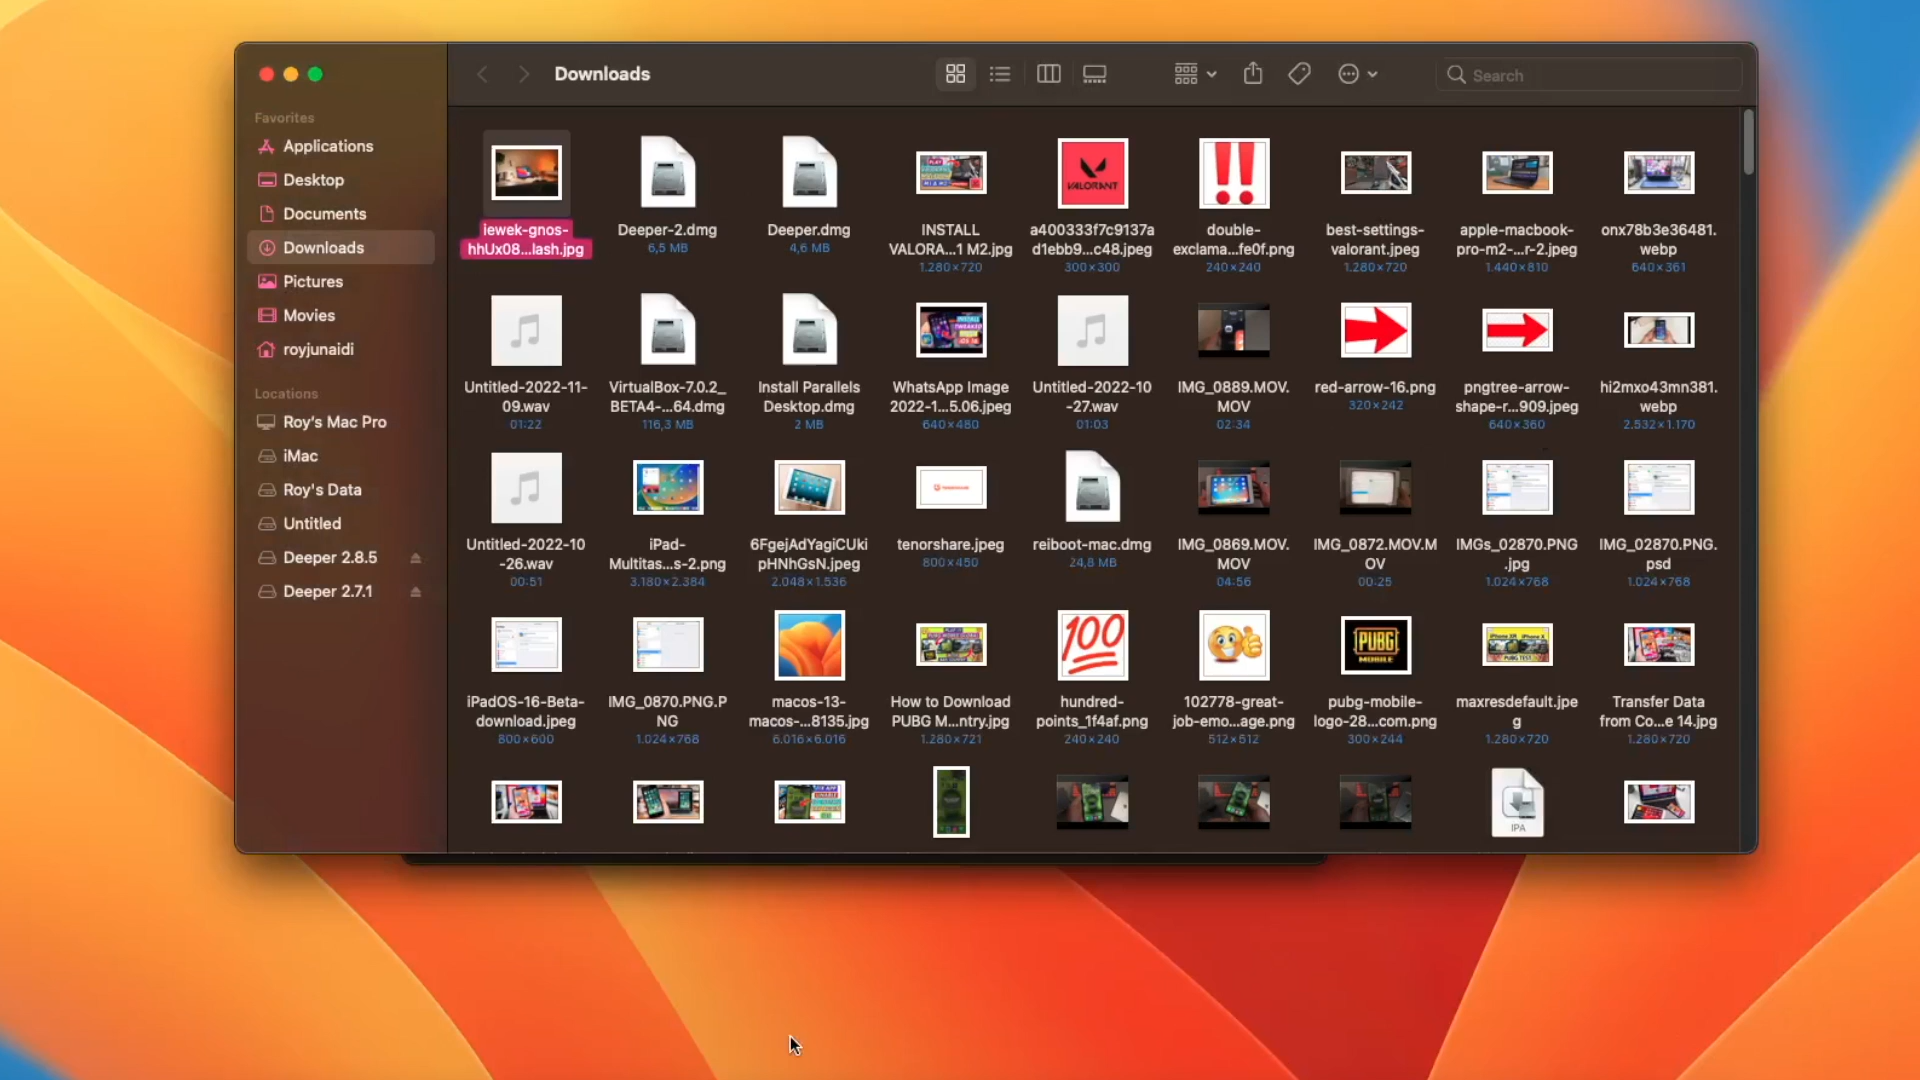 Downloads
Search
Favorites
Applications
Desktop
Documents
Downloads
Pictures
Movies
royjunaidi
Locations
Roy's Mac Pro
iMac
Roy's Data
Untitled
Deeper 2.8.5
Deeper 2.7.1
iewek-gnos-
hhUx08...lash.jpg
Deeper-2.dmg
6,5 MB
Deeper.dmg
4,6 MB
INSTALL
VALORA...1 M2.jpg
1.280×720
VALORANT
a400333f7c9137a
d1ebb9...c48.jpeg
300×300
double-
exclama...fe0f.png
240×240
best-settings-
valorant.jpeg
1.280×720
apple-macbook-
pro-m2-...r-2.jpeg
1.440×810
onx78b3e36481.
webp
640×361
Untitled-2022-11-
09.wav
01:22
VirtualBox-7.0.2_
BETA4-...64.dmg
116,3 MB
Install Parallels
Desktop.dmg
2 MB
WhatsApp Image
2022-1...5.06.jpeg
640×480
Untitled-2022-10
-27.wav
01:03
IMG_0889.MOV.
MOV
02:34
red-arrow-16.png
320×242
pngtree-arrow-
shape-r...909.jpeg
640×360
hi2mxo43mn381.
webp
2.532×1.170
Untitled-2022-10
-26.wav
00:51
iPad-
Multitas...s-2.png
3.180×2.384
6FgejAdYagiCUki
pHNhGsN.jpeg
2.048×1.536
tenorshare.jpeg
800×450
reiboot-mac.dmg
24,8 MB
IMG_0869.MOV.
MOV
04:56
IMG_0872.MOV.M
OV
00:25
IMGs_02870.PNG
.jpg
1.024×768
IMG_02870.PNG.
psd
1.024×768
iPadOS-16-Beta-
download.jpeg
800×600
IMG_0870.PNG.P
NG
1.024×768
macos-13-
macos-...8135.jpg
6.016×6.016
How to Download
PUBG M...ntry.jpg
1.280×721
100
hundred-
points_1f4af.png
240×240
102778-great-
job-emo...age.png
512×512
PUBG
MOBILE
pubg-mobile-
logo-28...com.png
300×244
maxresdefault.jpe
g
1.280×720
Transfer Data
from Co...e 14.jpg
1.280×720
IPA